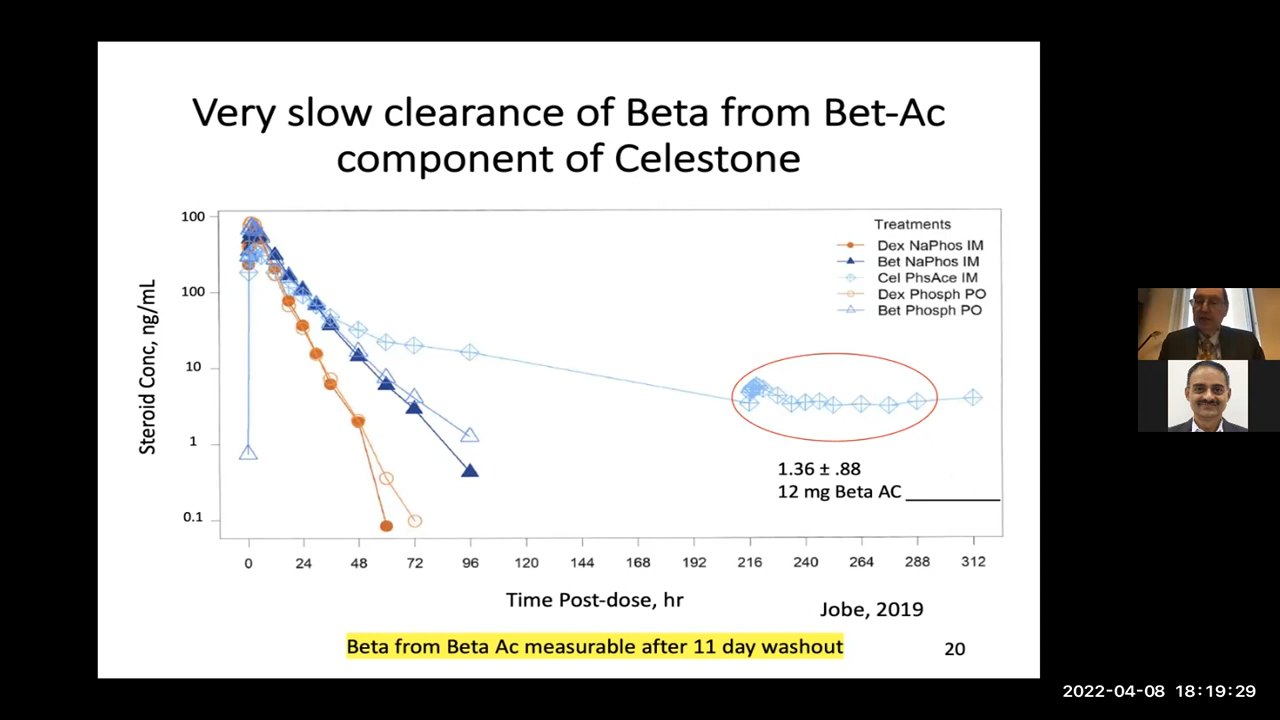 Very slow clearance of Beta from Bet-Ac
component of Celestone
100
100
10
1
0.1
Steroid Conc, ng/mL
Treatments
Dex NaPhos IM
Bet NaPhos IM
Cel PhsAce IM
Dex Phosph PO
Bet Phosph PO
1.36 ± .88
12 mg Beta AC
0 24 48 72 96 120 144 168 192 216 240 264 288 312
Time Post-dose, hr
Jobe, 2019
Beta from Beta Ac measurable after 11 day washout
20
2022-04-08 18:19:29